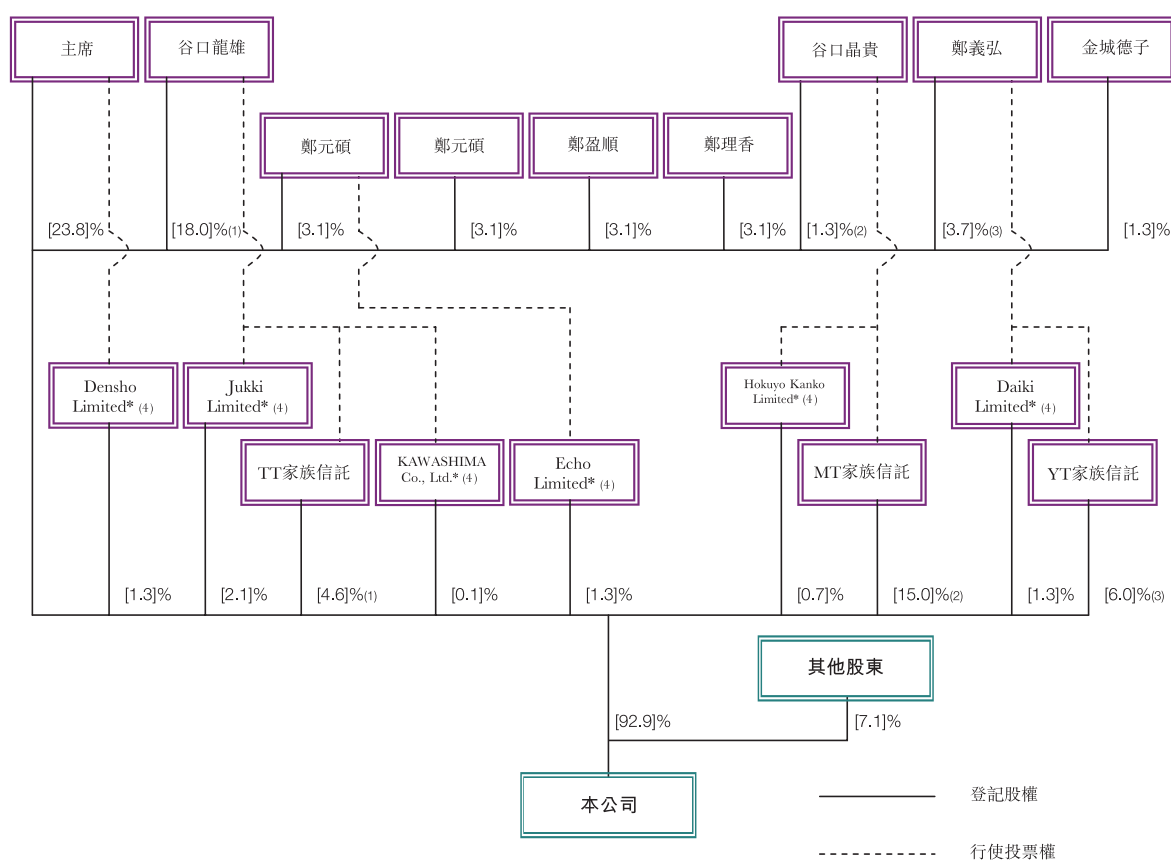 主席
谷口龍雄
谷口晶貴
鄭義弘
金城德子
鄭元碩
鄭元碩
鄭盈順
鄭理香
[23.8]%
[18.0]%(1)
[3.1]%
[3.1]%
[3.1]%
[3.1]%
[1.3]%(2)
[3.7]%(3)
[1.3]%
Densho
Limited* (4)
Jukki
Limited* (4)
Hokuyo Kanko
Limited* (4)
Daiki
Limited* (4)
TT家族信託
KAWASHIMA
Co., Ltd.* (4)
Echo
Limited* (4)
MT家族信託
YT家族信託
[1.3]%
[2.1]%
[4.6]%(1)
[0.1]%
[1.3]%
[0.7]%
[15.0]%(2)
[1.3]%
[6.0]%(3)
其他股東
[92.9]%
[7.1]%
本公司
登記股權
行使投票權